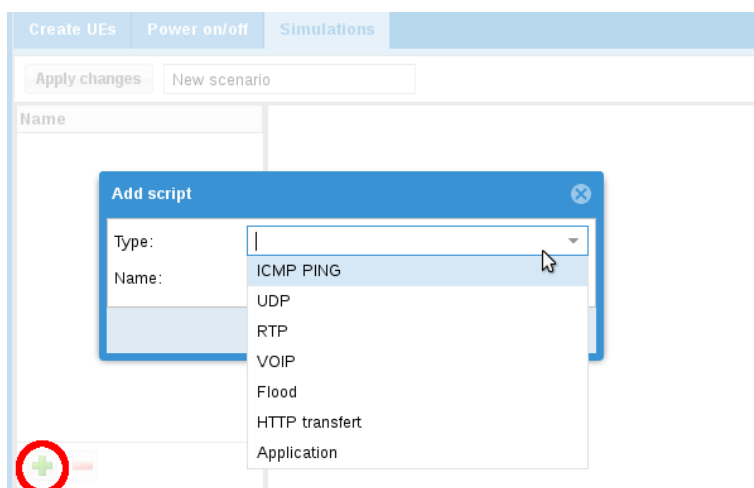 Create UEs Power on/off Simulations
Apply changes New scenario
Name
Add script
Type:
Name:
ICMP PING
UDP
RTP
VOIP
Flood
HTTP transfert
Application